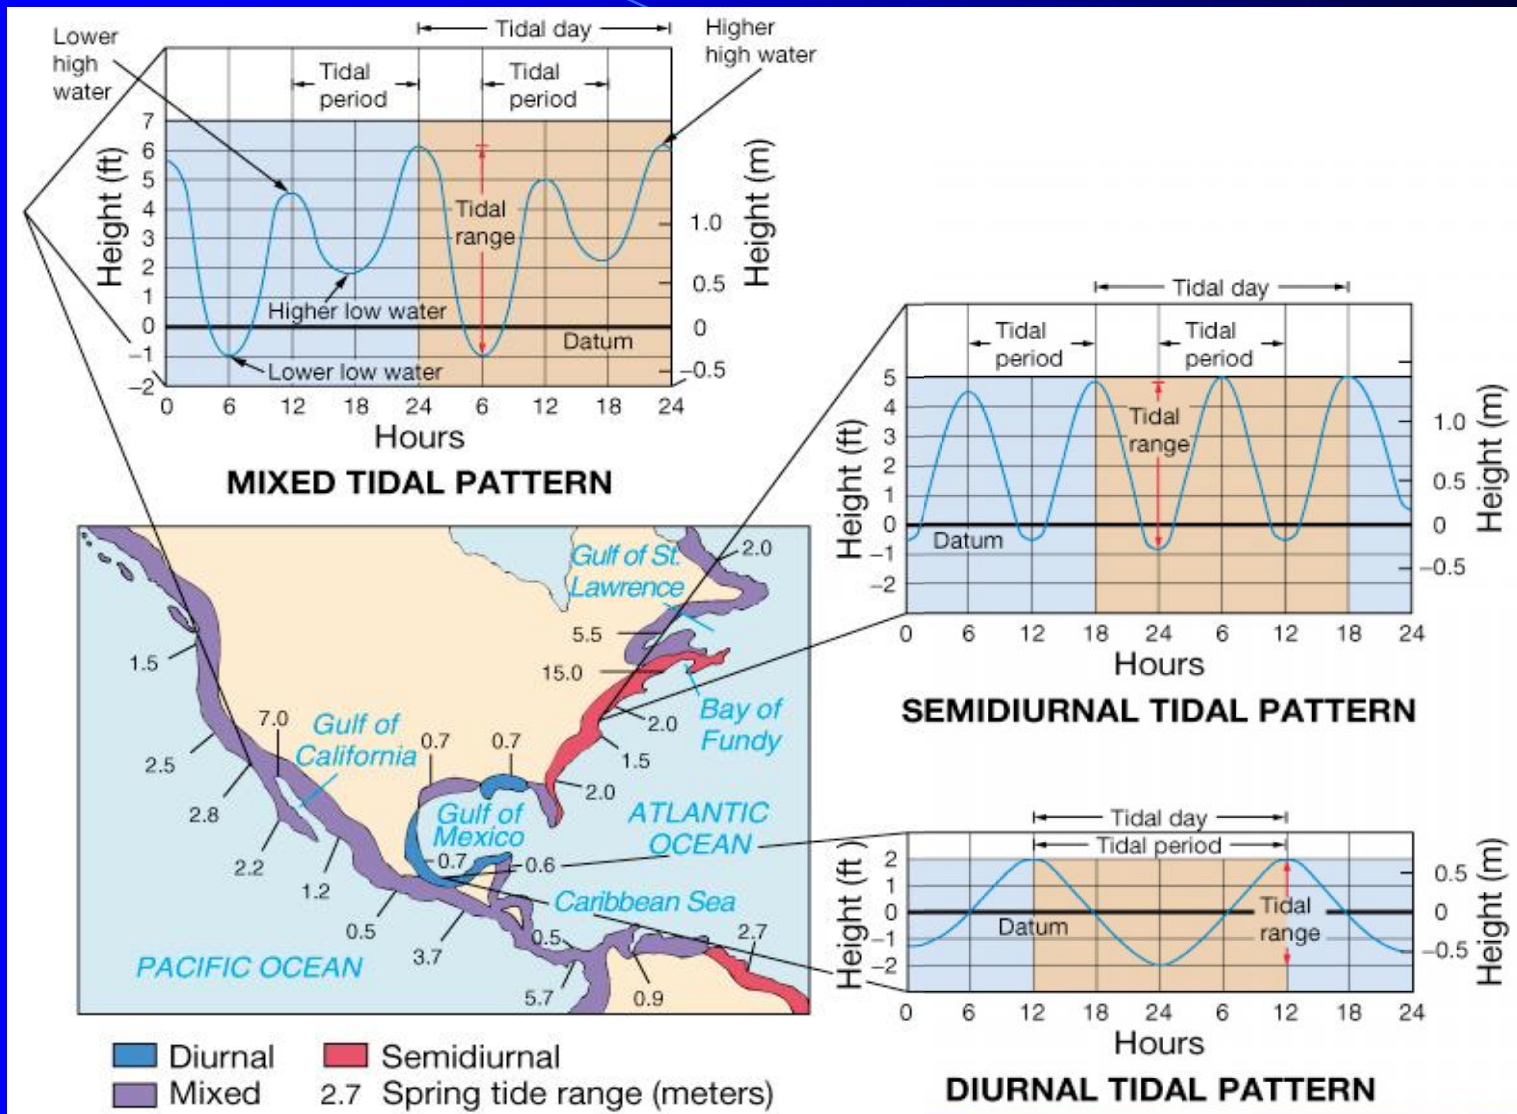 Lower
high
water
Tidal day
Higher
high water
Tidal
period
Tidal
period
Height (ft)
7
6
5
4
3
2
1
0
–1
–2
Tidal
range
Higher low water
Lower low water
Datum
1.0
0.5
0
–0.5
Height (m)
0 6 12 18 24 6 12 18 24
Hours
MIXED TIDAL PATTERN
Tidal day
Tidal
period
Tidal
period
Height (ft)
5
4
3
2
1
0
–1
–2
Tidal
range
Datum
1.0
0.5
0
–0.5
Height (m)
0 6 12 18 24 6 12 18 24
Hours
SEMIDIURNAL TIDAL PATTERN
Gulf of St.
Lawrence
2.0
5.5
15.0
1.5
Bay of
Fundy
2.0
1.5
2.0
7.0
Gulf of
California
0.7
0.7
2.5
2.8
2.2
1.2
Gulf of
Mexico
ATLANTIC
OCEAN
0.7
0.6
Caribbean Sea
0.5
3.7
0.5
5.7
0.9
2.7
PACIFIC OCEAN
Tidal day
Tidal period
Height (ft )
2
1
0
–1
–2
Datum
Tidal
range
0.5
0
–0.5
Height (m)
0 6 12 18 24 6 12 18 24
Hours
DIURNAL TIDAL PATTERN
Diurnal
Semidiurnal
Mixed
2.7 Spring tide range (meters)